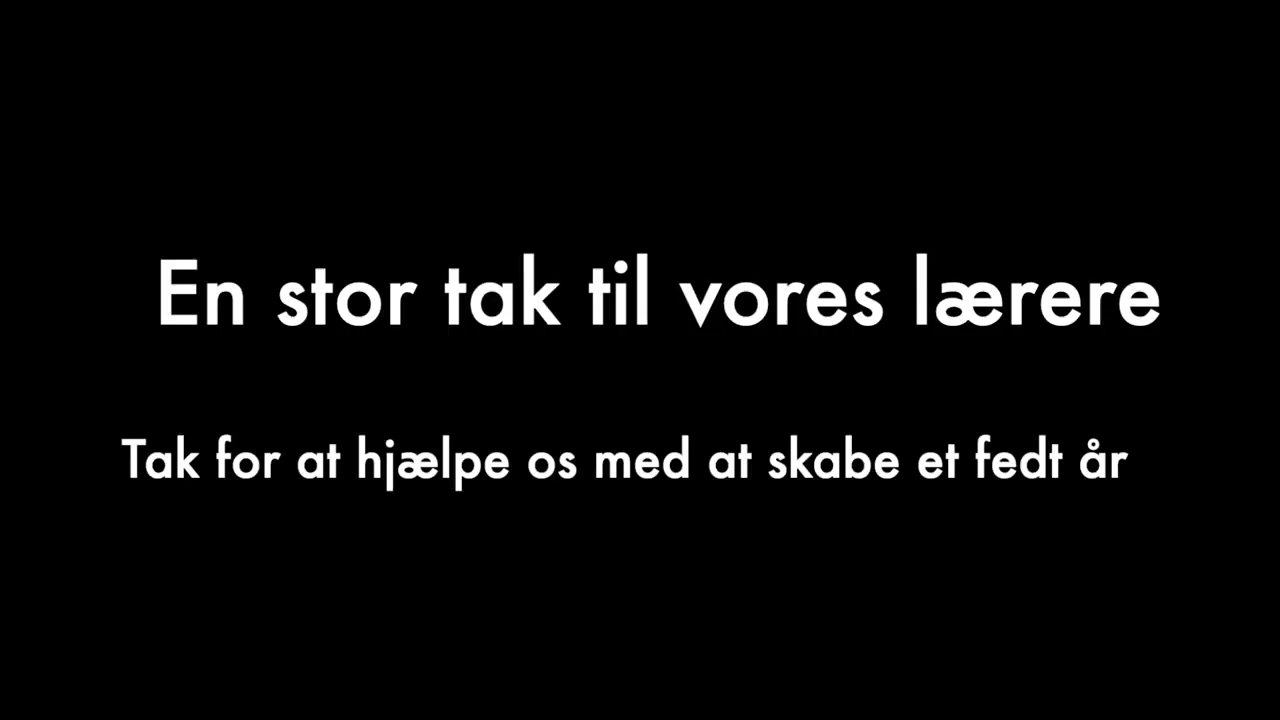 En stor tak til vores lærere
Tak for at hjælpe os med at skabe et fedt år